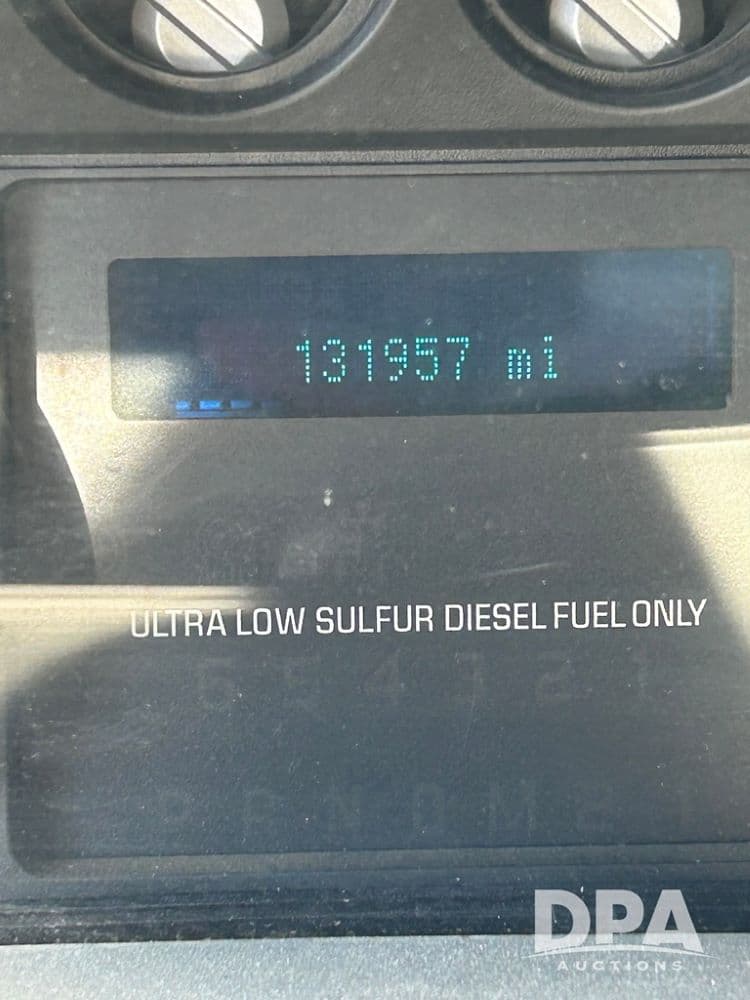 131957 mi
ULTRA LOW SULFUR DIESEL FUEL ONLY
DPA
AUCTIONS